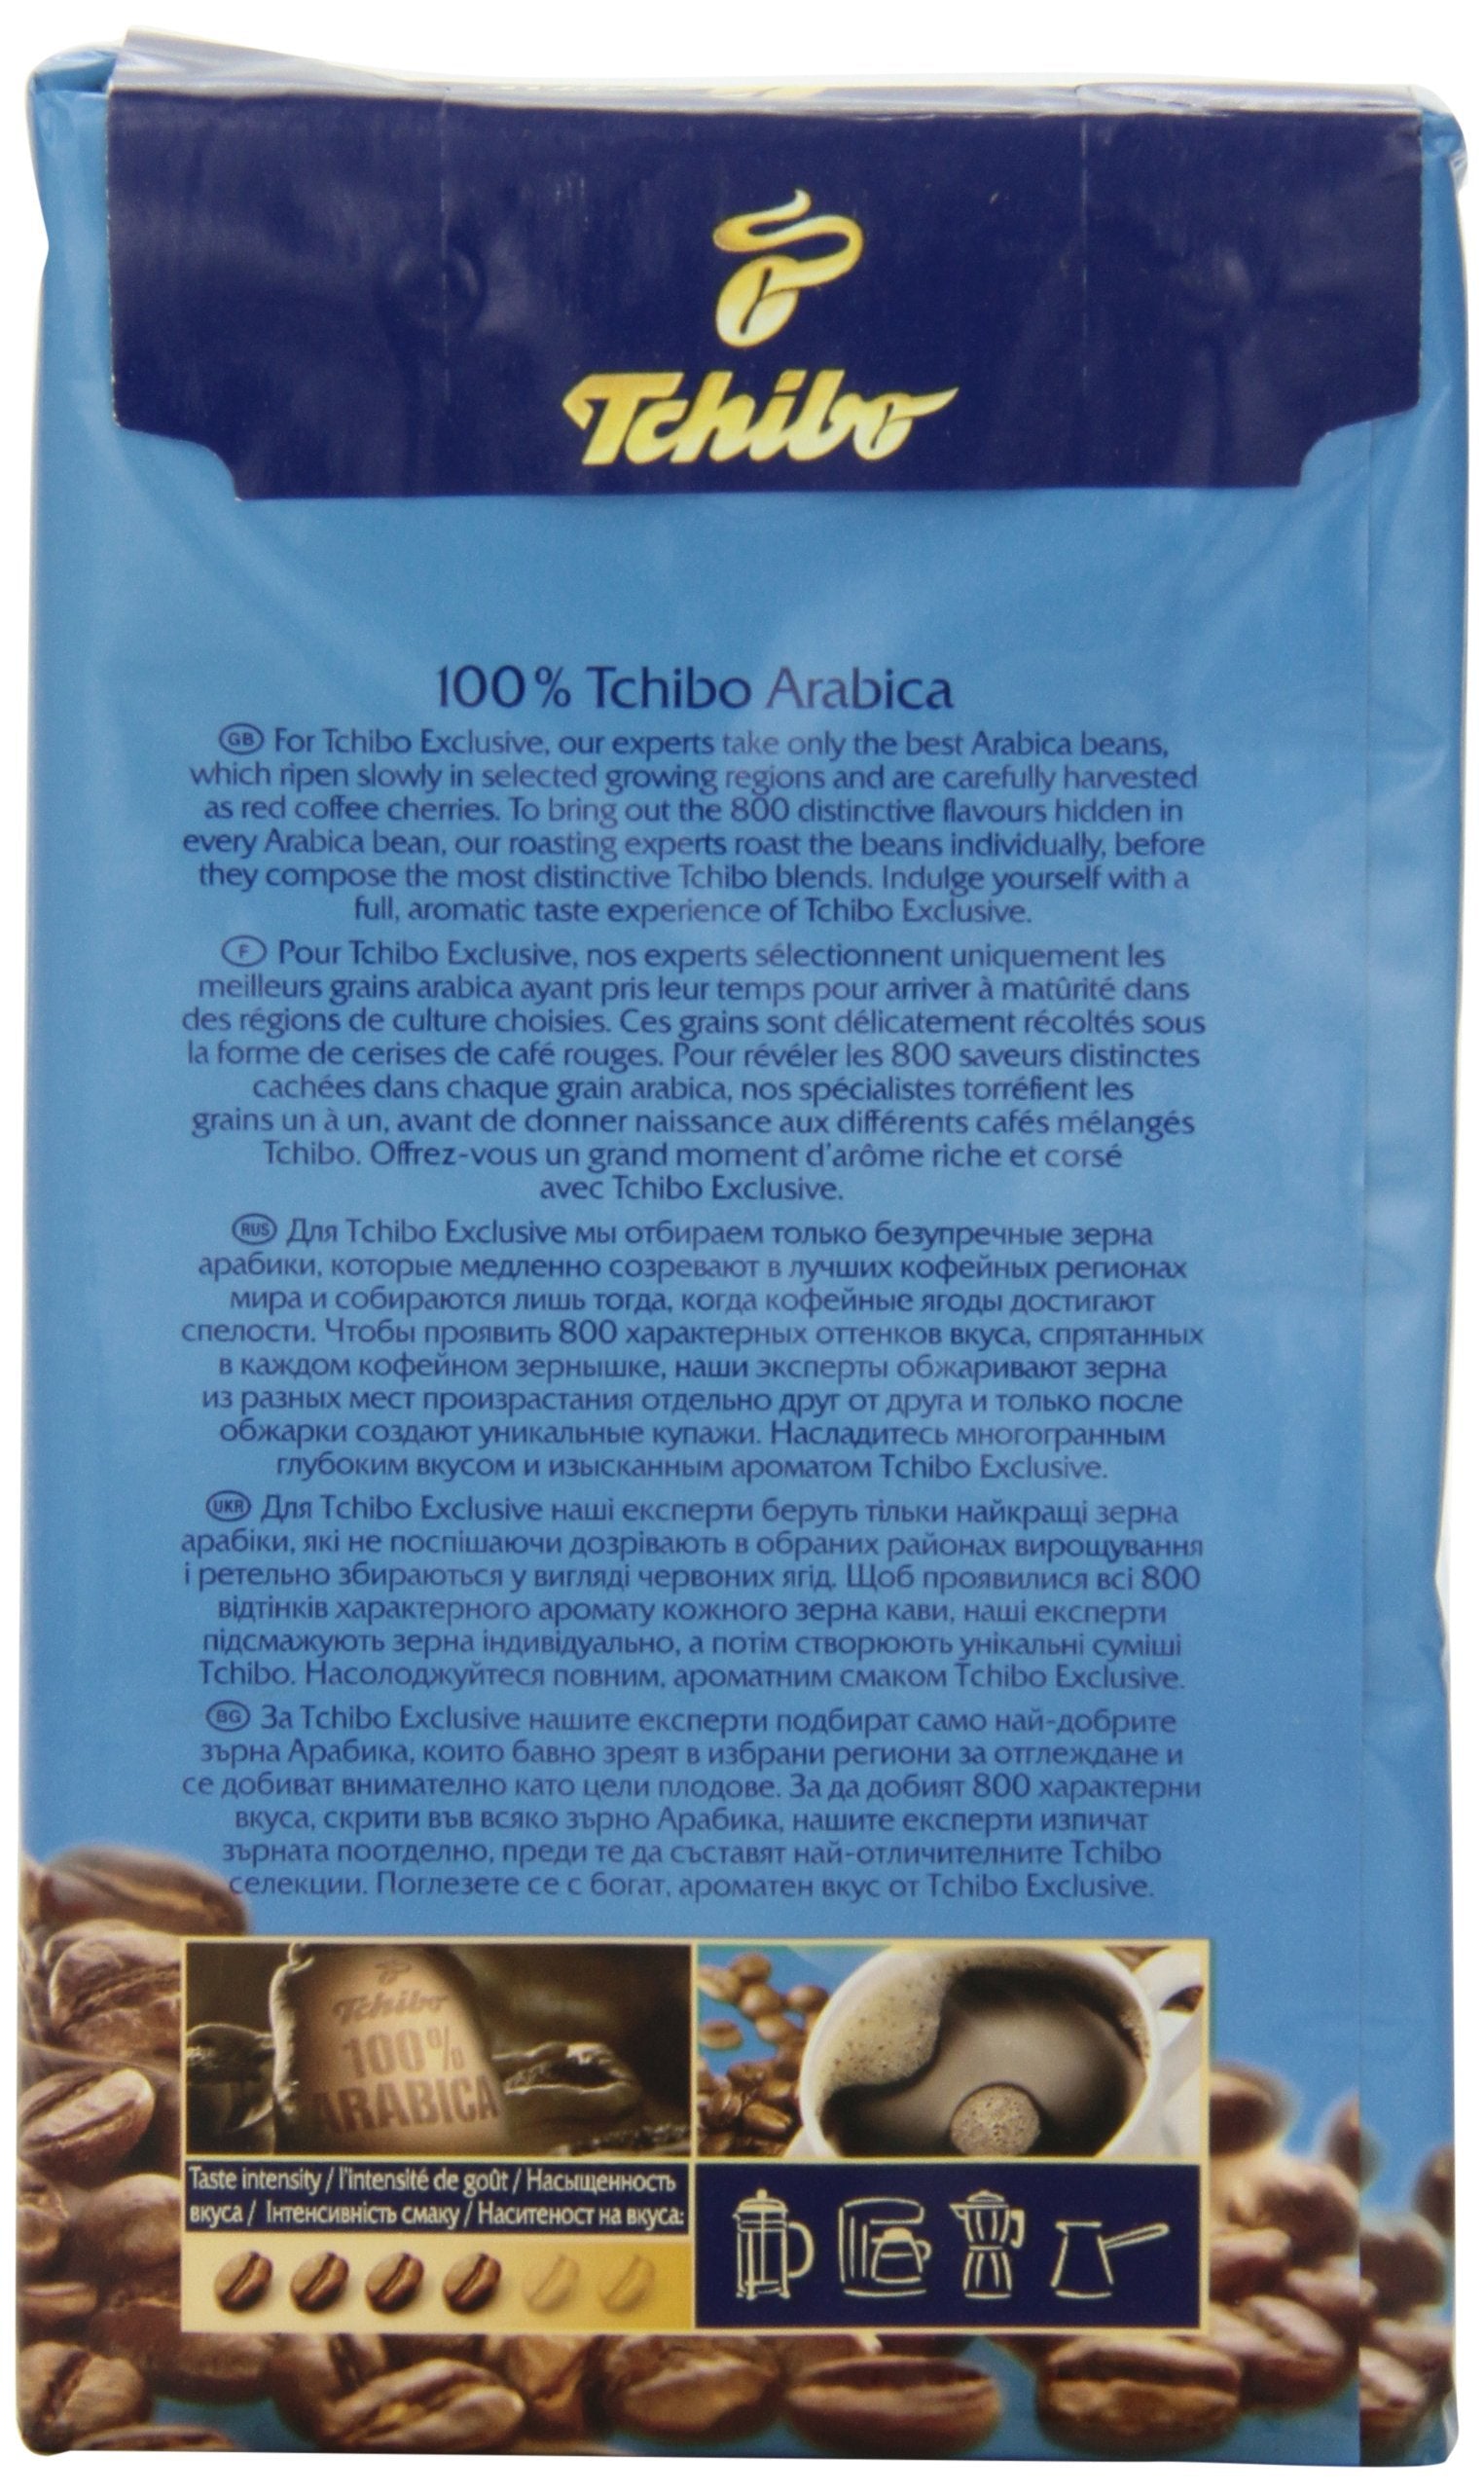 Tchibo
100% Tchibo Arabica
GB For Tchibo Exclusive, our experts take only the best Arabica beans,
which ripen slowly in selected growing regions and are carefully harvested
as red coffee cherries. To bring out the 800 distinctive flavours hidden in
every Arabica bean, our roasting experts roast the beans individually, before
they compose the most distinctive Tchibo blends. Indulge yourself with a
full, aromatic taste experience of Tchibo Exclusive.
F Pour Tchibo Exclusive, nos experts sélectionnent uniquement les
meilleurs grains arabica ayant pris leur temps pour arriver à matûrité dans
des régions de culture choisies. Ces grains sont délicatement récoltés sous
la forme de cerises de café rouges. Pour révéler les 800 saveurs distinctes
cachées dans chaque grain arabica, nos spécialistes torréfient les
grains un à un, avant de donner naissance aux différents cafés mélangés
Tchibo. Offrez-vous un grand moment d'arôme riche et corsé
avec Tchibo Exclusive.
RUS Для Tchibo Exclusive мы отбираем только безупречные зерна
арабики, которые медленно созревают в лучших кофейных регионах
мира и собираются лишь тогда, когда кофейные ягоды достигают
спелости. Чтобы проявить 800 характерных оттенков вкуса, спрятанных
в каждом кофейном зернышке, наши эксперты обжаривают зерна
из разных мест произрастания отдельно друг от друга и только после
обжарки создают уникальные купажи. Насладитесь многогранным
глубоким вкусом и изысканным ароматом Tchibo Exclusive.
UKR Для Tchibo Exclusive наші експерти беруть тільки найкращі зерна
арабіки, які не поспішаючи дозрівають в обраних районах вирощування
і ретельно збираються у вигляді червоних ягід. Щоб проявилися всі 800
відтінків характерного аромату кожного зерна кави, наші експерти
підсмажують зерна індивідуально, а потім створюють унікальні суміші
Tchibo. Насолоджуйтеся повним, ароматним смаком Tchibo Exclusive.
BG За Tchibo Exclusive нашите експерти подбират само най-добрите
зърна Арабика, които бавно зреят в избрани региони за отглеждане и
се добиват внимателно като цели плодове. За да добият 800 характерни
вкуса, скрити във всяко зърно Арабика, нашите експерти изпичат
зърната поотделно, преди те да съставят най-отличителните Tchibo
селекции. Поглезете се с богат, ароматен вкус от Tchibo Exclusive.
Tchibo
100%
ARABICA
Taste intensity / l'intensité de goût / Насыщенность
вкуса / Інтенсивність смаку / Наситеност на вкуса: